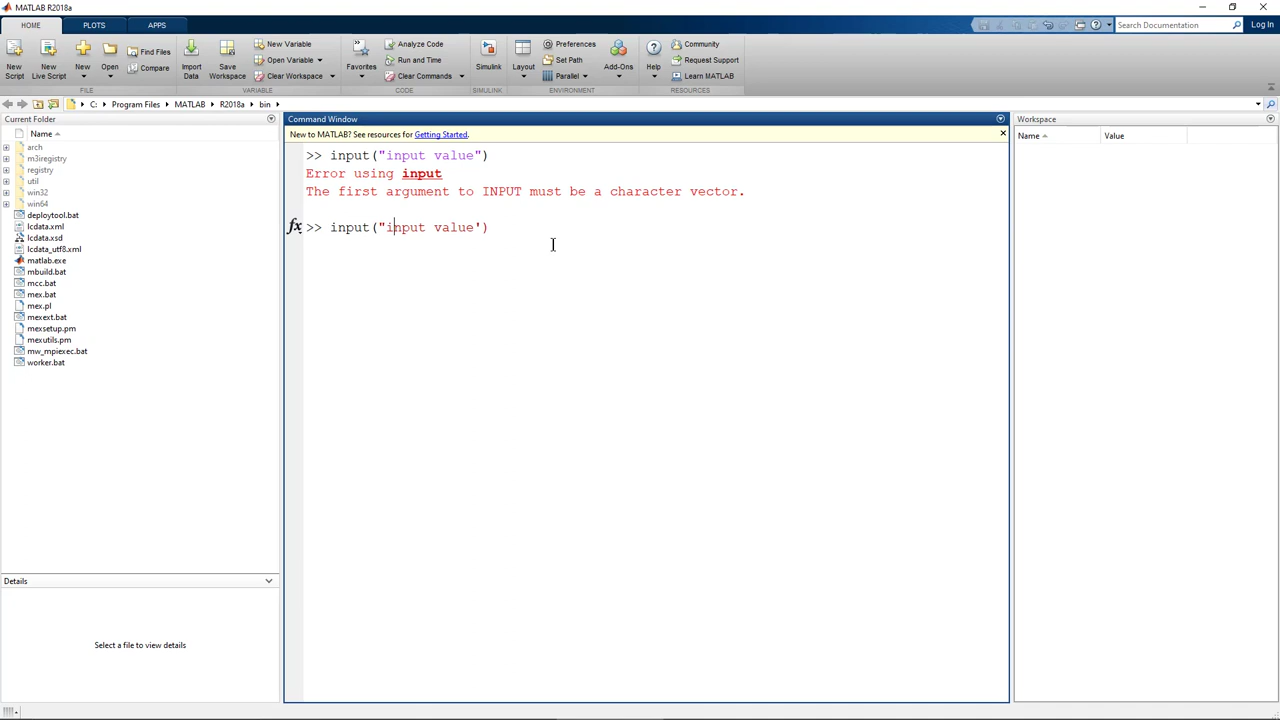 MATLAB R2018a
HOME
PLOTS
APPS
Search Documentation
Log In
New Script
New Live Script
New
Open
Find Files
Compare
Import Data
Save Workspace
New Variable
Open Variable
Clear Workspace
Favorites
Analyze Code
Run and Time
Clear Commands
Simulink
Layout
Preferences
Set Path
Parallel
Add-Ons
Help
Community
Request Support
Learn MATLAB
FILE
VARIABLE
CODE
SIMULINK
ENVIRONMENT
RESOURCES
C: Program Files MATLAB R2018a bin
Current Folder
Name
arch
m3iregistry
registry
util
win32
win64
deploytool.bat
lcdata.xml
lcdata.xsd
lcdata_utf8.xml
matlab.exe
mbuild.bat
mcc.bat
mex.bat
mex.pl
mexext.bat
mexsetup.pm
mexutils.pm
mw_mpiexec.bat
worker.bat
Details
Select a file to view details
Command Window
New to MATLAB? See resources for Getting Started.
>> input("input value")
Error using input
The first argument to INPUT must be a character vector.
fx >> input("input value')
Workspace
Name Value